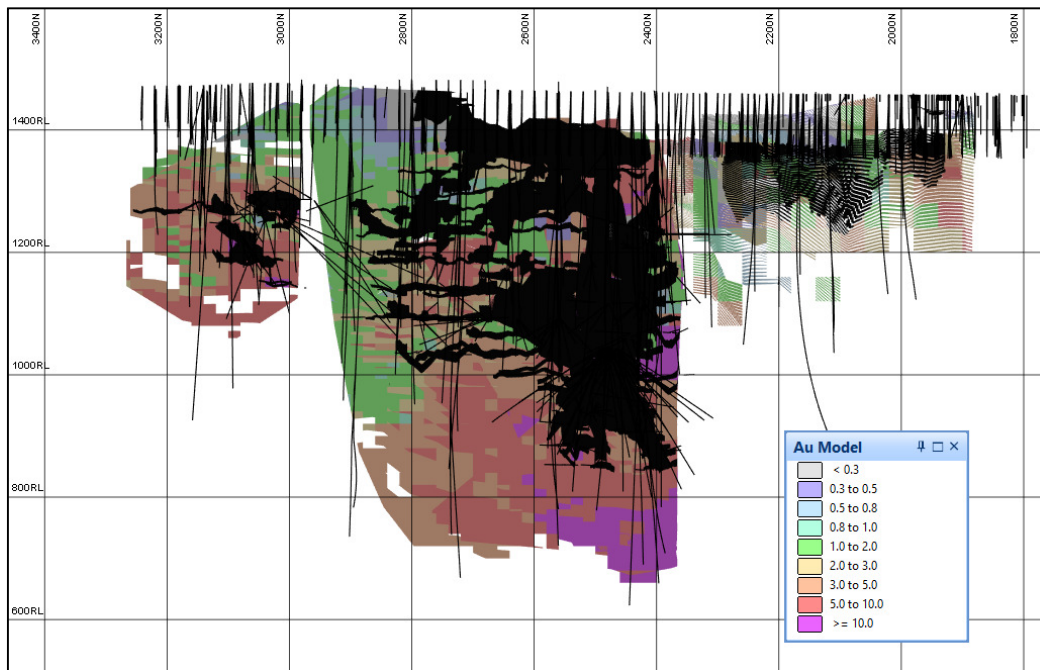 3400N
3200N
3000N
2800N
2600N
2400N
2200N
2000N
1800N
1400RL
1200RL
1000RL
800RL
600RL
Au Model
< 0.3
0.3 to 0.5
0.5 to 0.8
0.8 to 1.0
1.0 to 2.0
2.0 to 3.0
3.0 to 5.0
5.0 to 10.0
>= 10.0